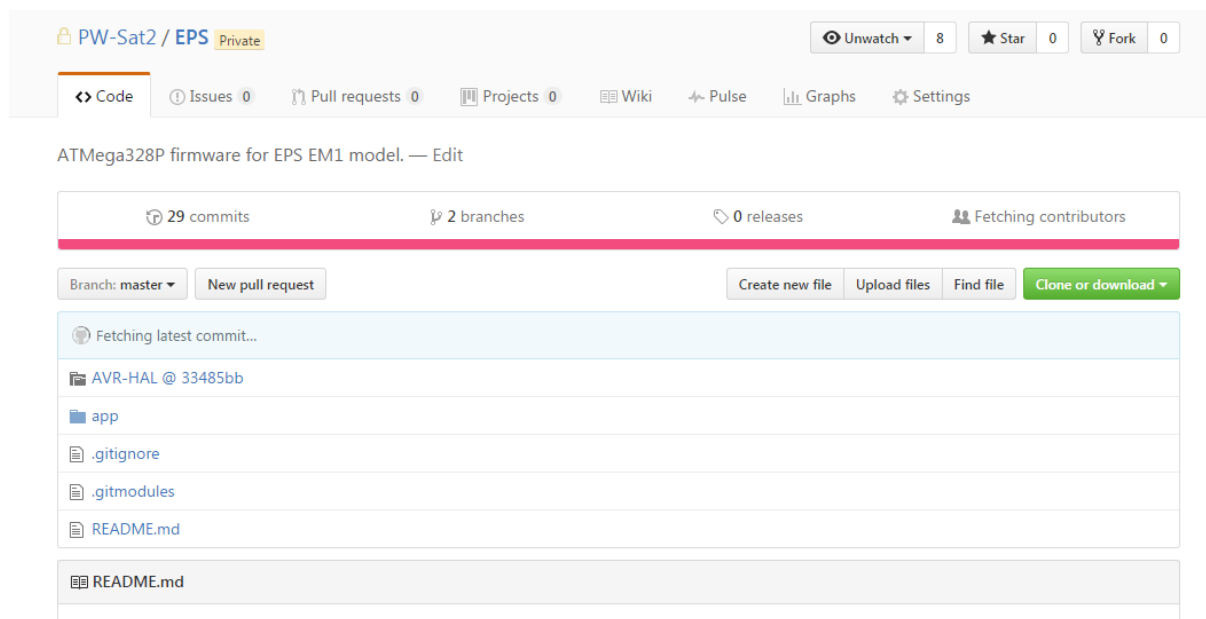 PW-Sat2 / EPS Private Unwatch 8 Star 0 Fork 0
Code Issues 0 Pull requests 0 Projects 0 Wiki Pulse Graphs Settings
ATMega328P firmware for EPS EM1 model. — Edit
29 commits 2 branches 0 releases Fetching contributors
Branch: master New pull request Create new file Upload files Find file Clone or download
Fetching latest commit...
AVR-HAL @ 33485bb
app
.gitignore
.gitmodules
README.md
README.md